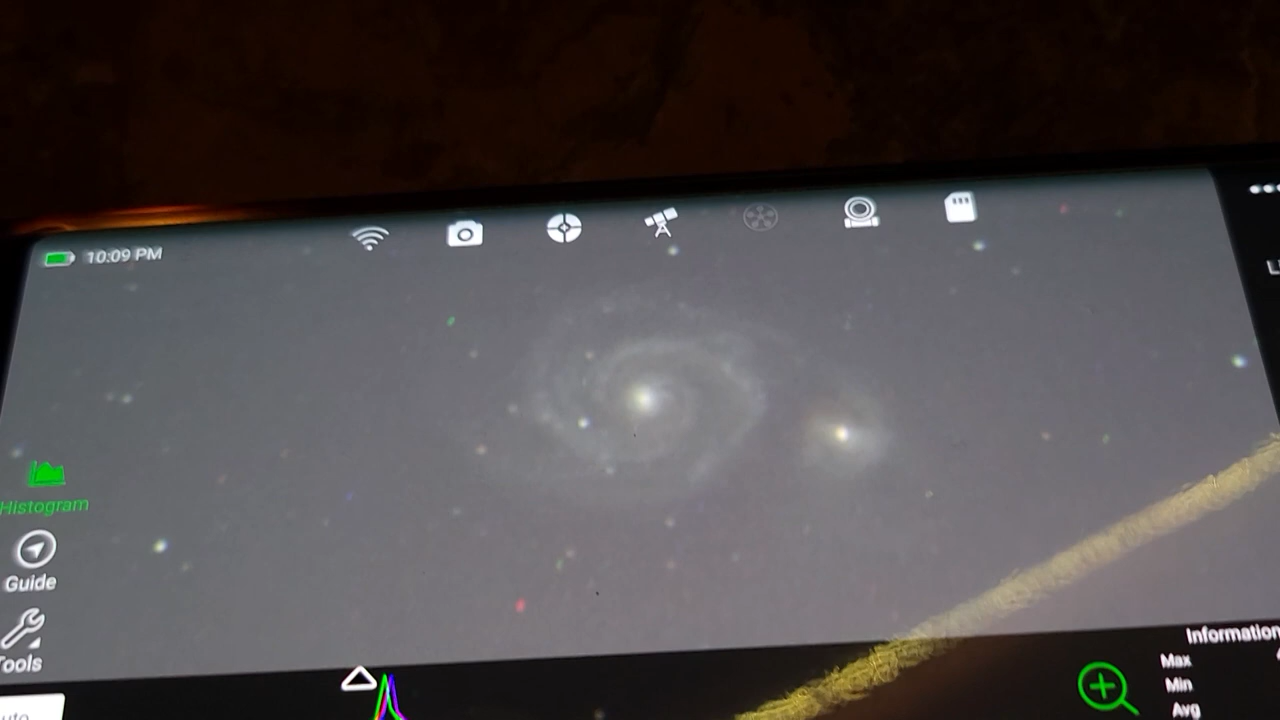 10:09 PM
Histogram
Guide
Tools
Information
Max
Min
Avg